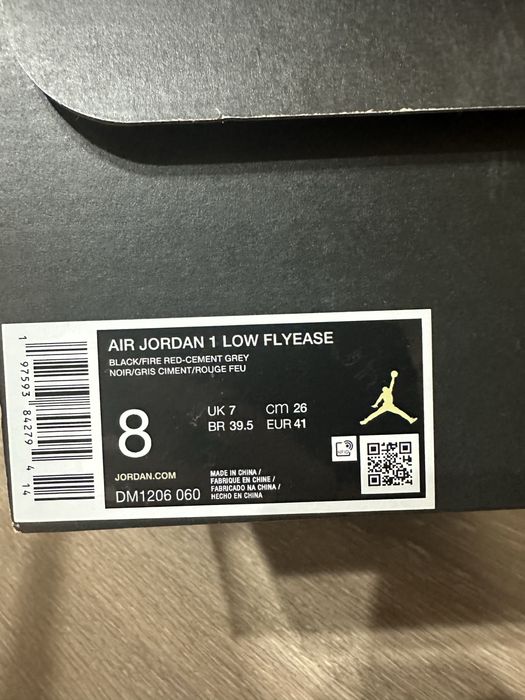 AIR JORDAN 1 LOW FLYEASE
BLACK/FIRE RED-CEMENT GREY
NOIR/GRIS CIMENT/ROUGE FEU
8
UK 7 cm 26
BR 39.5 EUR 41
JORDAN.COM
DM1206 060
MADE IN CHINA /
FABRIQUE EN CHINE /
FABRICADO NA CHINA /
HECHO EN CHINA
1 97593 84279 4 14